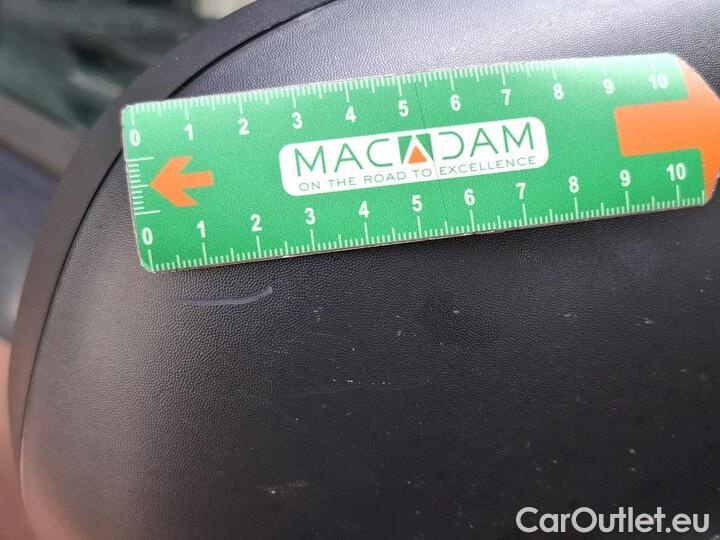 0 1 2 3 4 5 6 7 8 9 10
MACADAM
ON THE ROAD TO EXCELLENCE
0 1 2 3 4 5 6 7 8 9 10
CarOutlet.eu